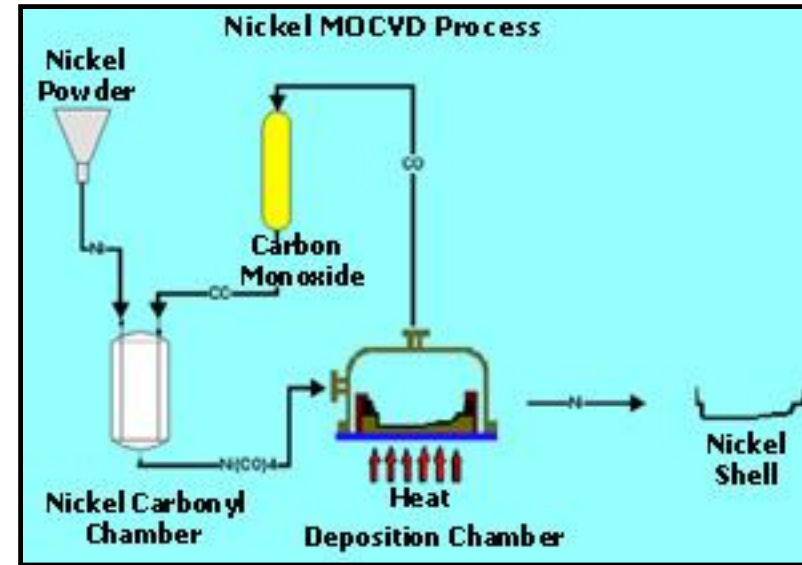 Nickel MOCVD Process
Nickel
Powder
CO
Ni
Carbon
Monoxide
CO
Ni(CO)4
Ni
Nickel
Shell
Heat
Nickel Carbonyl
Chamber
Deposition Chamber